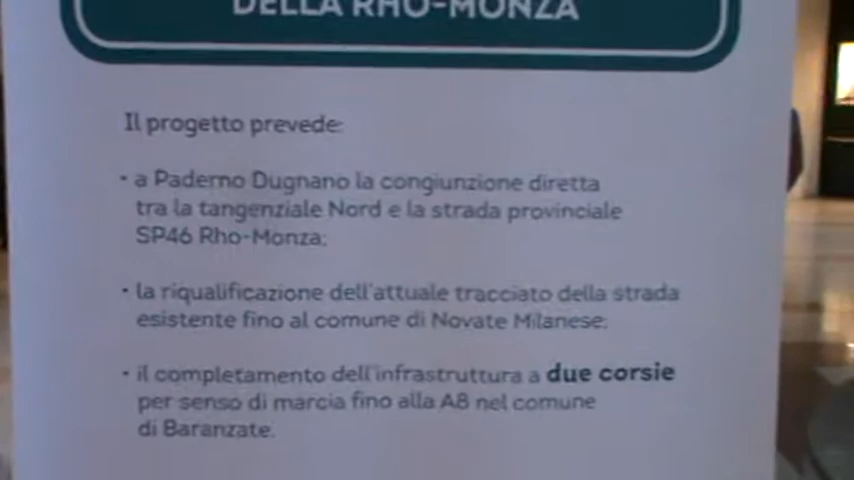 DELLA RHO-MONZA
Il progetto prevede:
• a Paderno Dugnano la congiunzione diretta
tra la tangenziale Nord e la strada provinciale
SP46 Rho-Monza;
• la riqualificazione dell'attuale tracciato della strada
esistente fino al comune di Novate Milanese;
• il completamento dell'infrastruttura a due corsie
per senso di marcia fino alla A8 nel comune
di Baranzate.